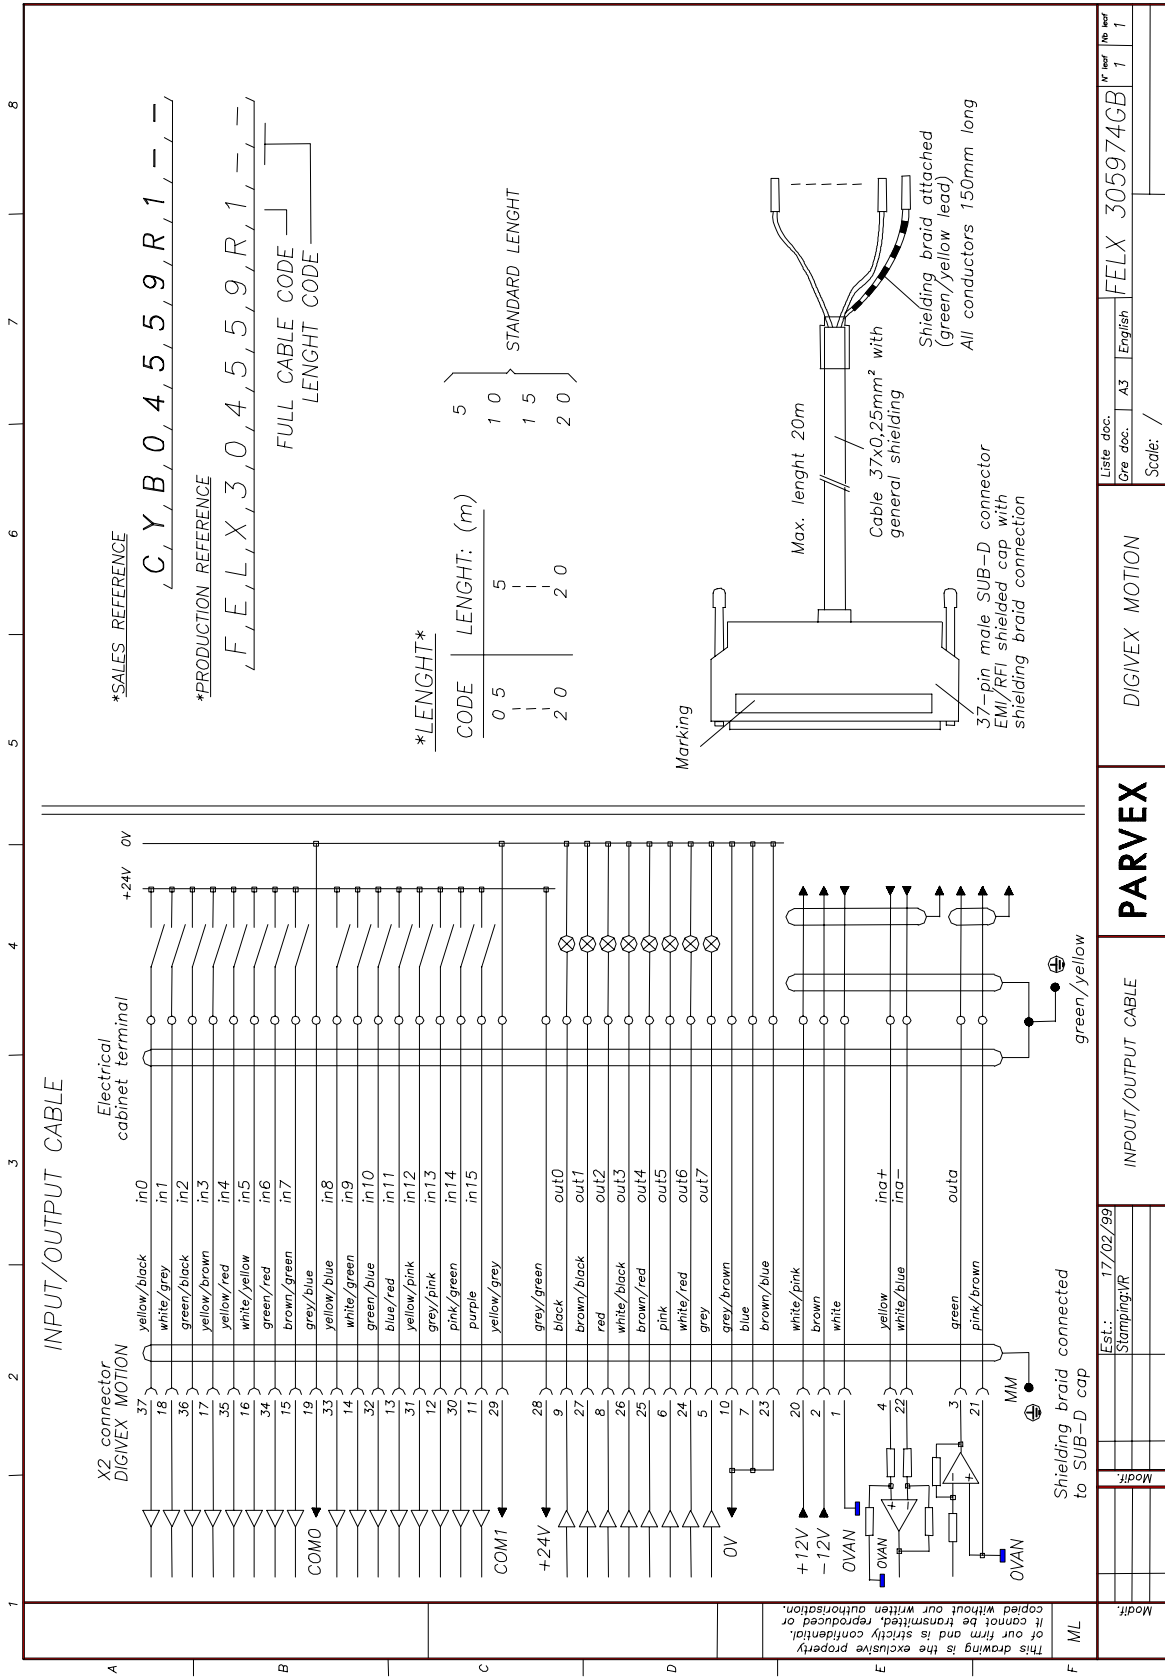 INPUT/OUTPUT CABLE
X2 connector
DIGIVEX MOTION
Electrical
cabinet terminal
+24V
0V
37 yellow/black in0
18 white/grey in1
36 green/black in2
17 yellow/brown in3
35 yellow/red in4
16 white/yellow in5
34 green/red in6
15 brown/green in7
COM0 19 grey/blue
33 yellow/blue in8
14 white/green in9
32 green/blue in10
13 blue/red in11
31 yellow/pink in12
12 grey/pink in13
30 pink/green in14
11 purple in15
COM1 29 yellow/grey
+24V 28 grey/green
9 black out0
27 brown/black out1
8 red out2
26 white/black out3
25 brown/red out4
6 pink out5
24 white/red out6
5 grey out7
0V 10 grey/brown
7 blue
23 brown/blue
+12V 20 white/pink
-12V 2 brown
0VAN 1 white
0VAN
4 yellow ina+
22 white/blue ina-
+
-
3 green outa
21 pink/brown
-
+
0VAN
MM
green/yellow
Shielding braid connected
to SUB-D cap
*SALES REFERENCE
C,Y,B,0,4,5,5,9,R,1,-,-
*PRODUCTION REFERENCE
F,E,L,X,3,0,4,5,5,9,R,1,-,-
FULL CABLE CODE
LENGHT CODE
*LENGHT*
CODE LENGHT: (m)
0 5 5
2 0 2 0
5
1 0
1 5
2 0
STANDARD LENGHT
Marking
Max. lenght 20m
Cable 37x0,25mm² with
general shielding
37-pin male SUB-D connector
EMI/RFI shielded cap with
shielding braid connection
Shielding braid attached
(green/yellow lead)
All conductors 150mm long
1 2 3 4 5 6 7 8
A
B
C
D
E
F
This drawing is the exclusive property
of our firm and is strictly confidential.
It cannot be transmitted, reproduced or
copied without our written authorisation.
ML
Modif.
Modif.
Est.: 17/02/99
Stamping:VR
INPOUT/OUTPUT CABLE
PARVEX
DIGIVEX MOTION
Liste doc.
Gre doc. A3 English
Scale: /
FELX 305974GB
N° leaf 1
Nb leaf 1